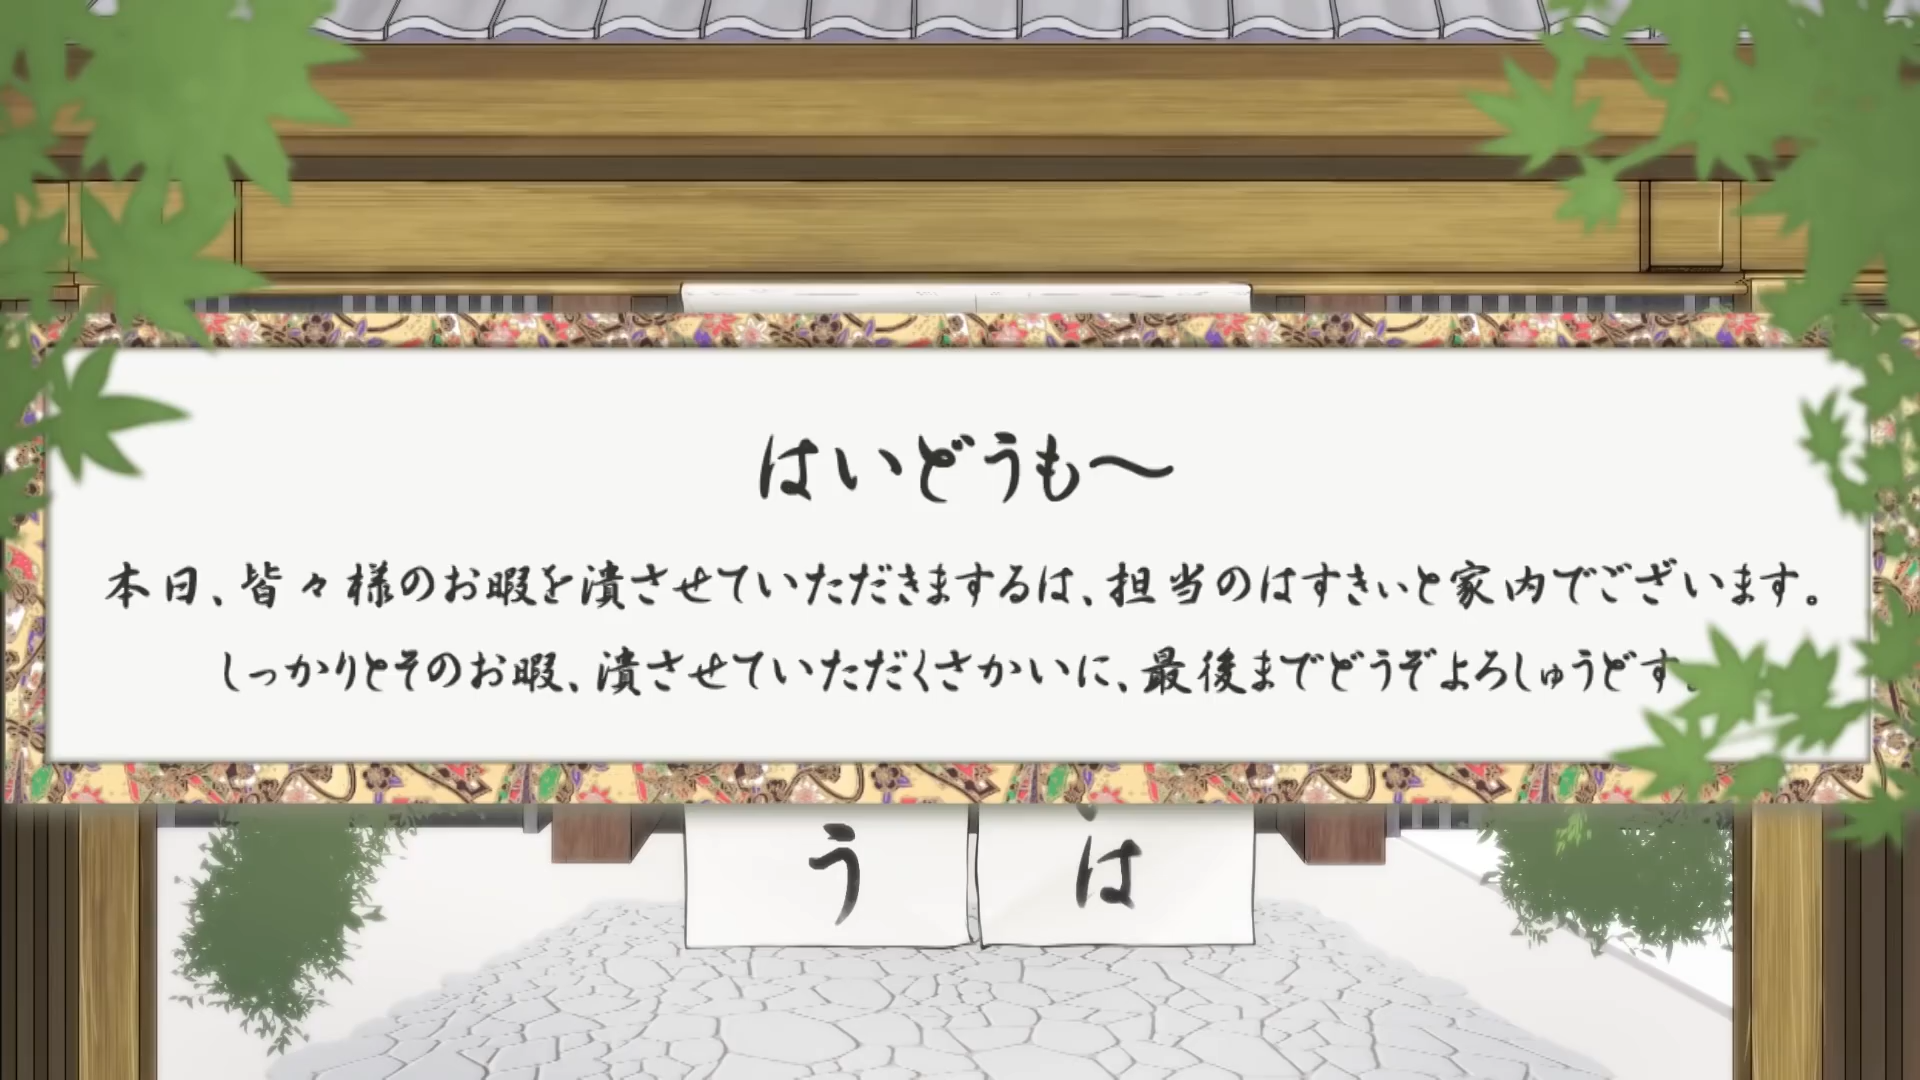 はいどうも～
本日、皆々様のお暇を潰させていただきまするは、担当のはすきぃと家内でございます。
しっかりとそのお暇、潰させていただくさかいに、最後までどうぞよろしゅうどす。
う
は